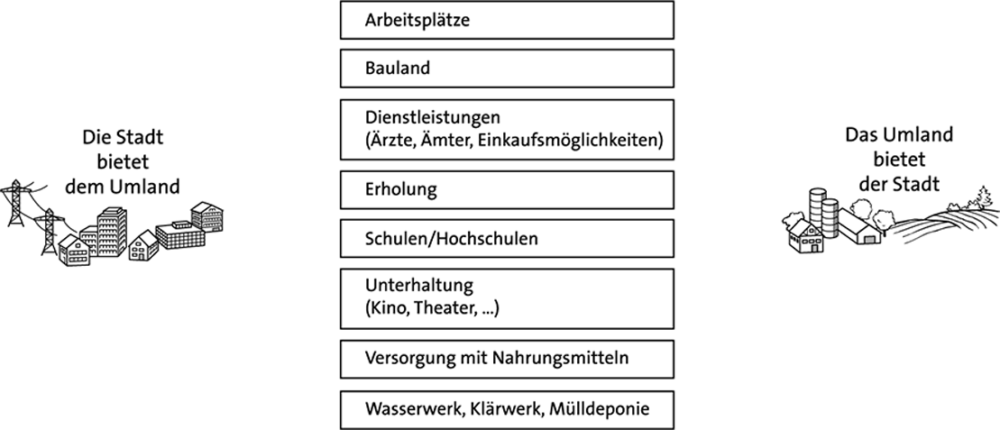 Die Stadt
bietet
dem Umland
Arbeitsplätze
Bauland
Dienstleistungen
(Ärzte, Ämter, Einkaufsmöglichkeiten)
Erholung
Schulen/Hochschulen
Unterhaltung
(Kino, Theater, ...)
Versorgung mit Nahrungsmitteln
Wasserwerk, Klärwerk, Mülldeponie
Das Umland
bietet
der Stadt